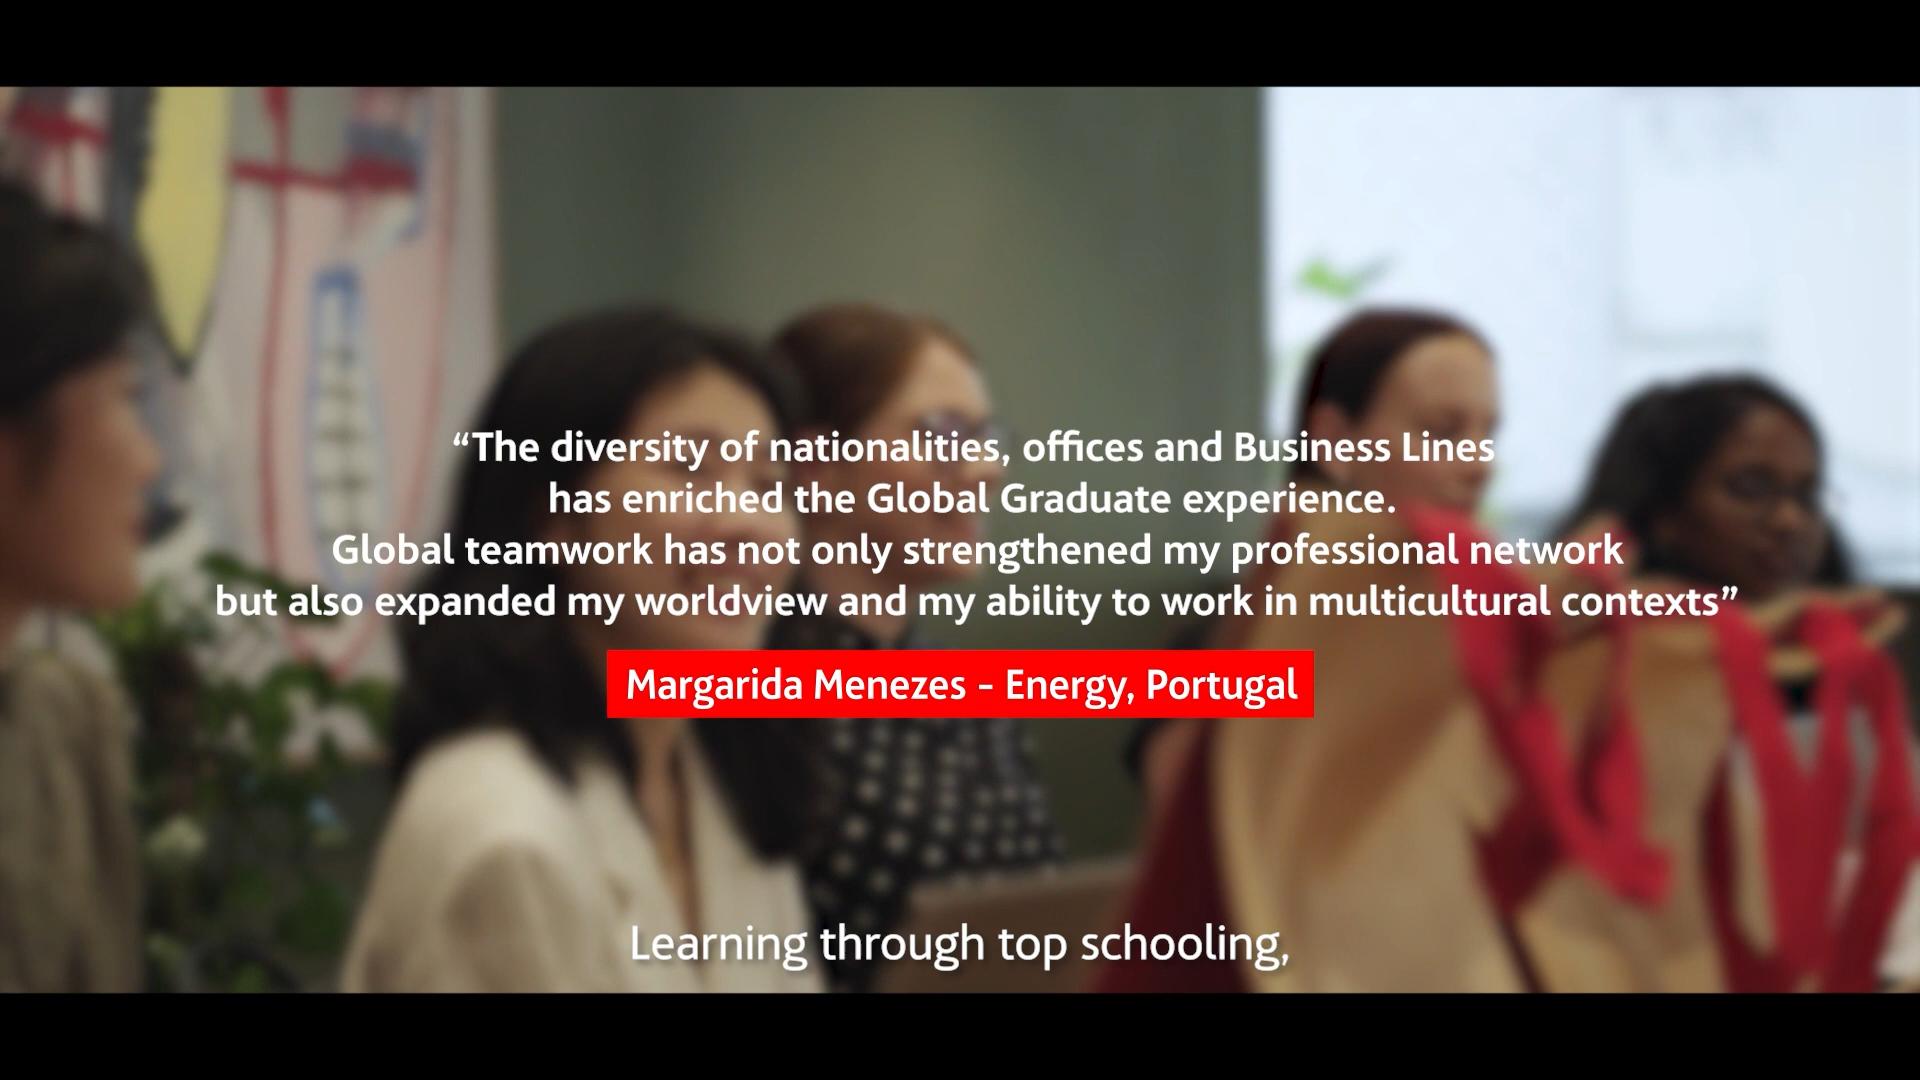 “The diversity of nationalities, offices and Business Lines
has enriched the Global Graduate experience.
Global teamwork has not only strengthened my professional network
but also expanded my worldview and my ability to work in multicultural contexts”
Margarida Menezes - Energy, Portugal
Learning through top schooling,